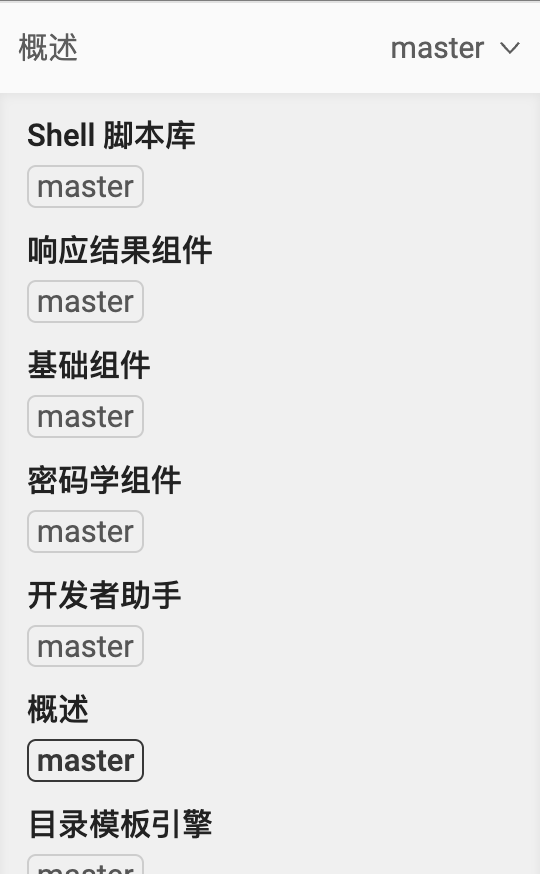 概述 master
Shell 脚本库
master
响应结果组件
master
基础组件
master
密码学组件
master
开发者助手
master
概述
master
目录模板引擎
master